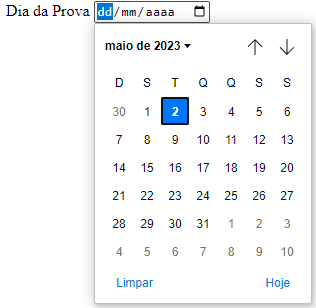 Dia da Prova dd/mm/aaaa
maio de 2023
D S T Q Q S S
30 1 2 3 4 5 6
7 8 9 10 11 12 13
14 15 16 17 18 19 20
21 22 23 24 25 26 27
28 29 30 31 1 2 3
4 5 6 7 8 9 10
Limpar Hoje